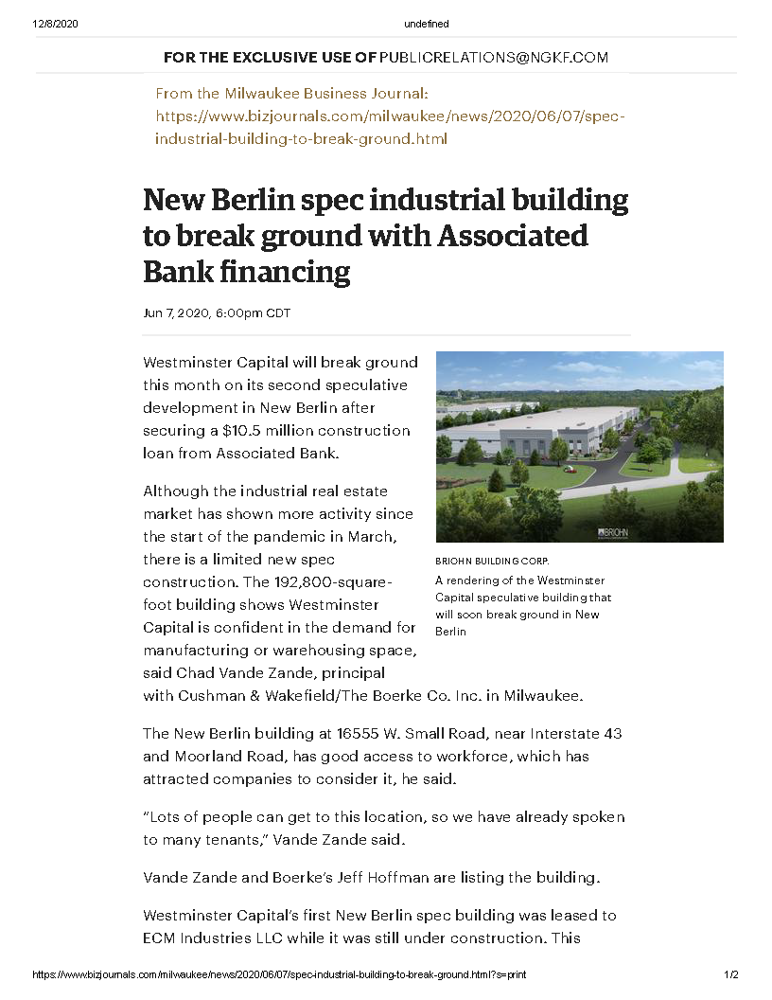 12/8/2020
undefined
FOR THE EXCLUSIVE USE OF PUBLICRELATIONS@NGKF.COM
From the Milwaukee Business Journal:
https://www.bizjournals.com/milwaukee/news/2020/06/07/spec-
industrial-building-to-break-ground.html
New Berlin spec industrial building
to break ground with Associated
Bank financing
Jun 7, 2020, 6:00pm CDT
Westminster Capital will break ground
this month on its second speculative
development in New Berlin after
securing a $10.5 million construction
loan from Associated Bank.
Although the industrial real estate
market has shown more activity since
the start of the pandemic in March,
there is a limited new spec
construction. The 192,800-square-
foot building shows Westminster
Capital is confident in the demand for
manufacturing or warehousing space,
said Chad Vande Zande, principal
with Cushman & Wakefield/The Boerke Co. Inc. in Milwaukee.
BRIOHN
BRIOHN BUILDING CORP.
A rendering of the Westminster
Capital speculative building that
will soon break ground in New
Berlin
The New Berlin building at 16555 W. Small Road, near Interstate 43
and Moorland Road, has good access to workforce, which has
attracted companies to consider it, he said.
“Lots of people can get to this location, so we have already spoken
to many tenants,” Vande Zande said.
Vande Zande and Boerke’s Jeff Hoffman are listing the building.
Westminster Capital’s first New Berlin spec building was leased to
ECM Industries LLC while it was still under construction. This
https://www.bizjournals.com/milwaukee/news/2020/06/07/spec-industrial-building-to-break-ground.html?s=print
1/2